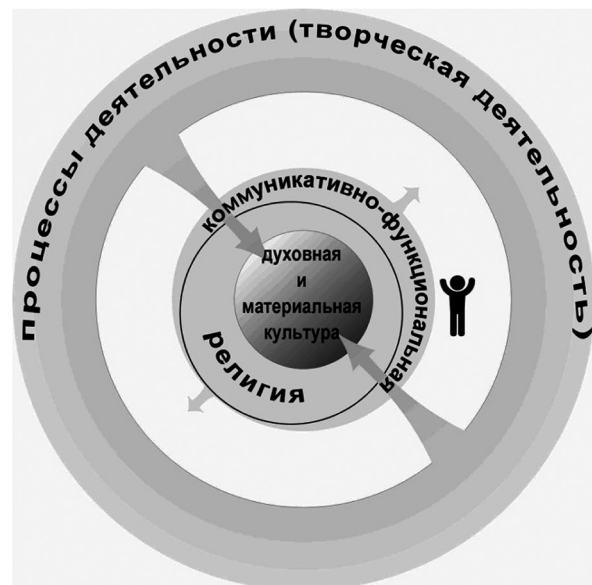 процессы деятельности (творческая деятельность)
коммуникативно-функциональная
духовная
и
материальная
культура
религия